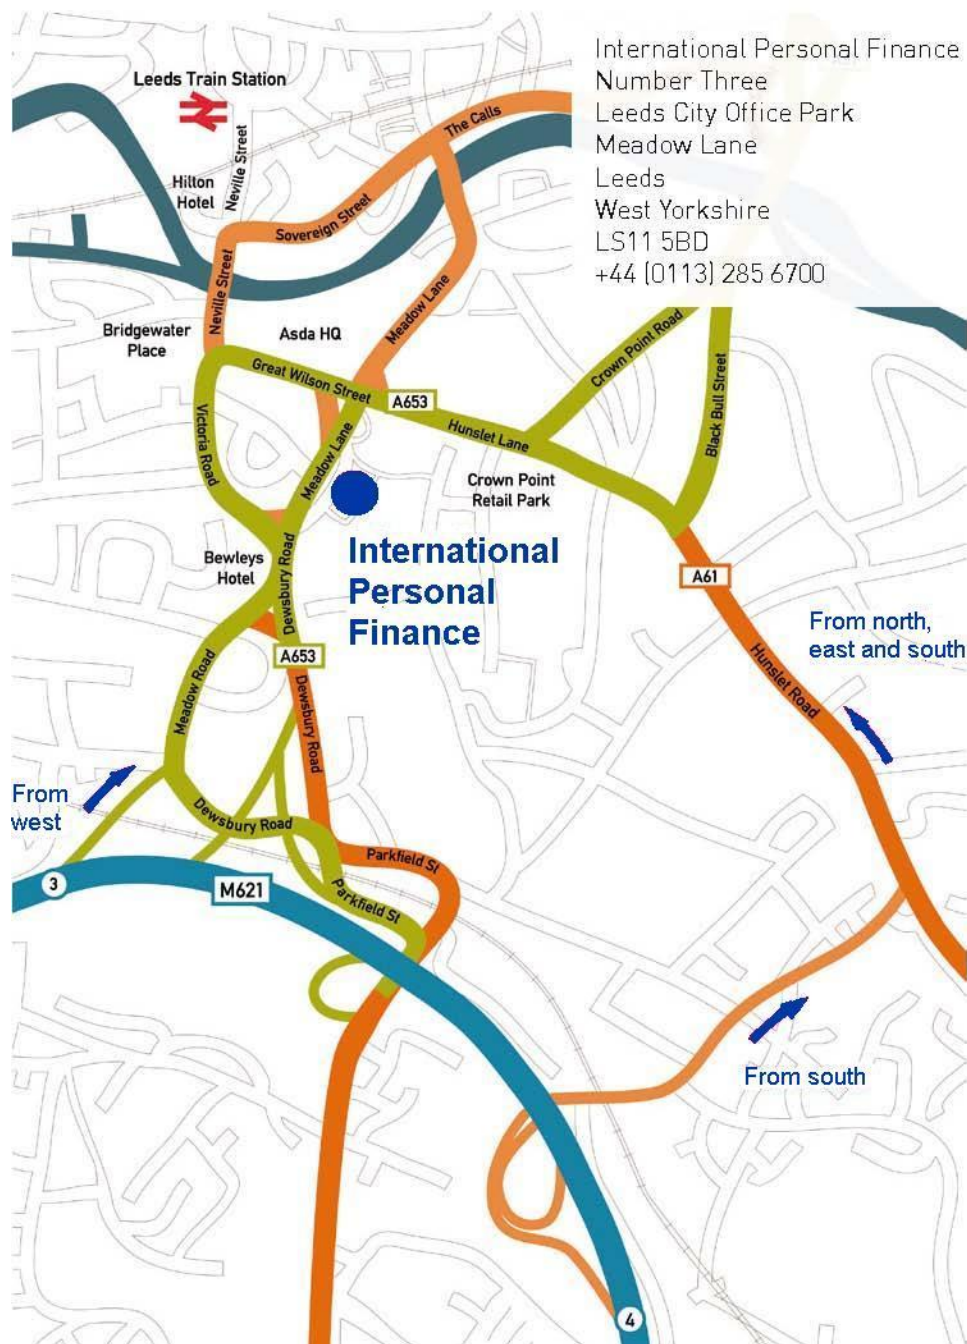 International Personal Finance
Number Three
Leeds City Office Park
Meadow Lane
Leeds
West Yorkshire
LS11 5BD
+44 (0113) 285 6700
Leeds Train Station
The Calls
Neville Street
Hilton
Hotel
Sovereign Street
Neville Street
Meadow Lane
Bridgewater
Place
Asda HQ
Crown Point Road
Great Wilson Street
A653
Black Bull Street
Hunslet Lane
Victoria Road
Meadow Lane
Crown Point
Retail Park
International
Personal
Finance
Bewleys
Hotel
Dewsbury Road
A61
From north,
east and south
A653
Meadow Road
Dewsbury Road
Hunslet Road
From
west
Dewsbury Road
Parkfield St
3
M621
Parkfield St
From south
4